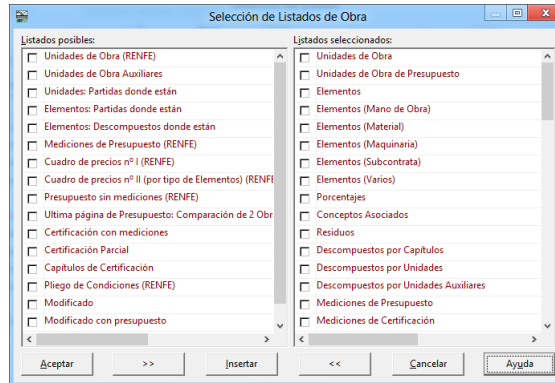 Selección de Listados de Obra
Listados posibles:
Unidades de Obra (RENFE)
Unidades de Obra Auxiliares
Unidades: Partidas donde están
Elementos: Partidas donde están
Elementos: Descompuestos donde están
Mediciones de Presupuesto (RENFE)
Cuadro de precios nº I (RENFE)
Cuadro de precios nº II (por tipo de Elementos) (RENFE
Presupuesto sin mediciones (RENFE)
Ultima página de Presupuesto: Comparación de 2 Obr
Certificación con mediciones
Certificación Parcial
Capítulos de Certificación
Pliego de Condiciones (RENFE)
Modificado
Modificado con presupuesto
Listados seleccionados:
Unidades de Obra
Unidades de Obra de Presupuesto
Elementos
Elementos (Mano de Obra)
Elementos (Material)
Elementos (Maquinaria)
Elementos (Subcontrata)
Elementos (Varios)
Porcentajes
Conceptos Asociados
Residuos
Descompuestos por Capítulos
Descompuestos por Unidades
Descompuestos por Unidades Auxiliares
Mediciones de Presupuesto
Mediciones de Certificación
Aceptar
>>
Insertar
<<
Cancelar
Ayuda